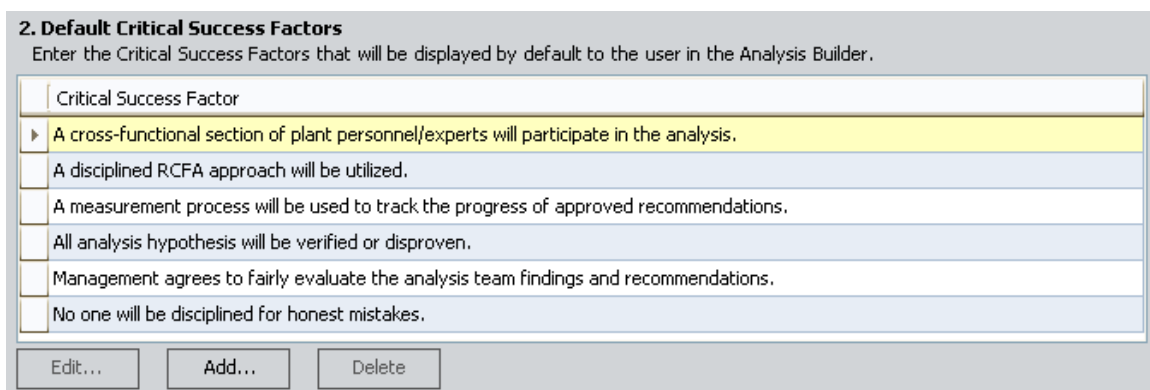 2. Default Critical Success Factors
Enter the Critical Success Factors that will be displayed by default to the user in the Analysis Builder.
Critical Success Factor
A cross-functional section of plant personnel/experts will participate in the analysis.
A disciplined RCFA approach will be utilized.
A measurement process will be used to track the progress of approved recommendations.
All analysis hypothesis will be verified or disproven.
Management agrees to fairly evaluate the analysis team findings and recommendations.
No one will be disciplined for honest mistakes.
Edit... Add... Delete